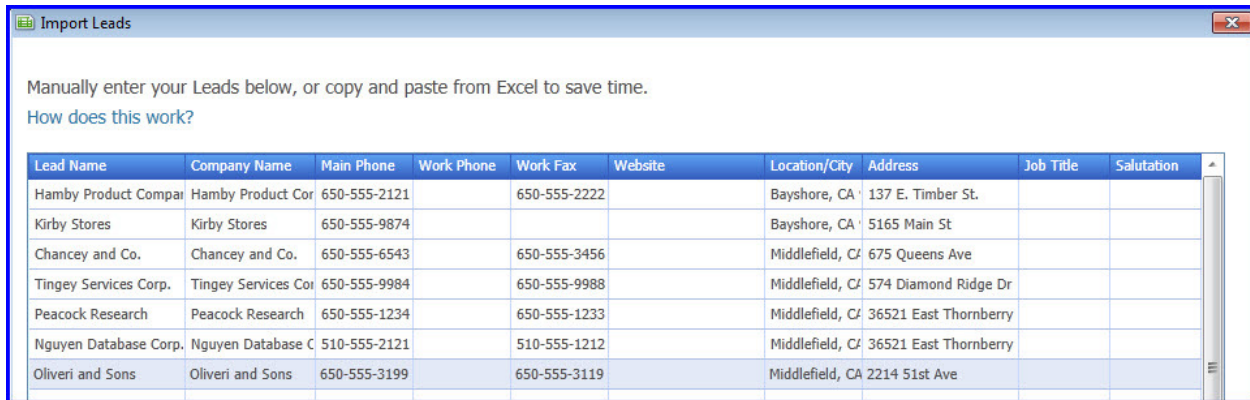 Import Leads
Manually enter your Leads below, or copy and paste from Excel to save time.
How does this work?
Lead Name Company Name Main Phone Work Phone Work Fax Website Location/City Address Job Title Salutation
Hamby Product Compar Hamby Product Cor 650-555-2121 650-555-2222 Bayshore, CA 137 E. Timber St.
Kirby Stores Kirby Stores 650-555-9874 Bayshore, CA 5165 Main St
Chancey and Co. Chancey and Co. 650-555-6543 650-555-3456 Middlefield, CA 675 Queens Ave
Tingey Services Corp. Tingey Services Cor 650-555-9984 650-555-9988 Middlefield, CA 574 Diamond Ridge Dr
Peacock Research Peacock Research 650-555-1234 650-555-1233 Middlefield, CA 36521 East Thornberry
Nguyen Database Corp. Nguyen Database C 510-555-2121 510-555-1212 Middlefield, CA 36521 East Thornberry
Oliveri and Sons Oliveri and Sons 650-555-3199 650-555-3119 Middlefield, CA 2214 51st Ave